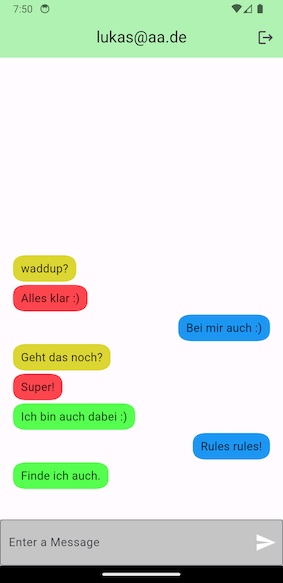 7:50
lukas@aa.de
waddup?
Alles klar :)
Bei mir auch :)
Geht das noch?
Super!
Ich bin auch dabei :)
Rules rules!
Finde ich auch.
Enter a Message